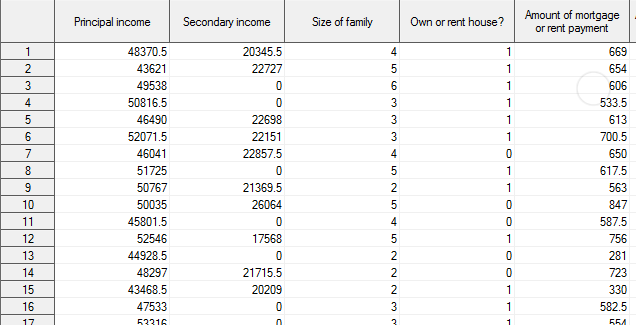 Principal income Secondary income Size of family Own or rent house? Amount of mortgage or rent payment
1 48370.5 20345.5 4 1 669
2 43621 22727 5 1 654
3 49538 0 6 1 606
4 50816.5 0 3 1 533.5
5 46490 22698 3 1 613
6 52071.5 22151 3 1 700.5
7 46041 22857.5 4 0 650
8 51725 0 5 1 617.5
9 50767 21369.5 2 1 563
10 50035 26064 5 0 847
11 45801.5 0 4 0 587.5
12 52546 17568 5 1 756
13 44928.5 0 2 0 281
14 48297 21715.5 2 0 723
15 43468.5 20209 2 1 330
16 47533 0 3 1 582.5
17 53316 0 3 1 554